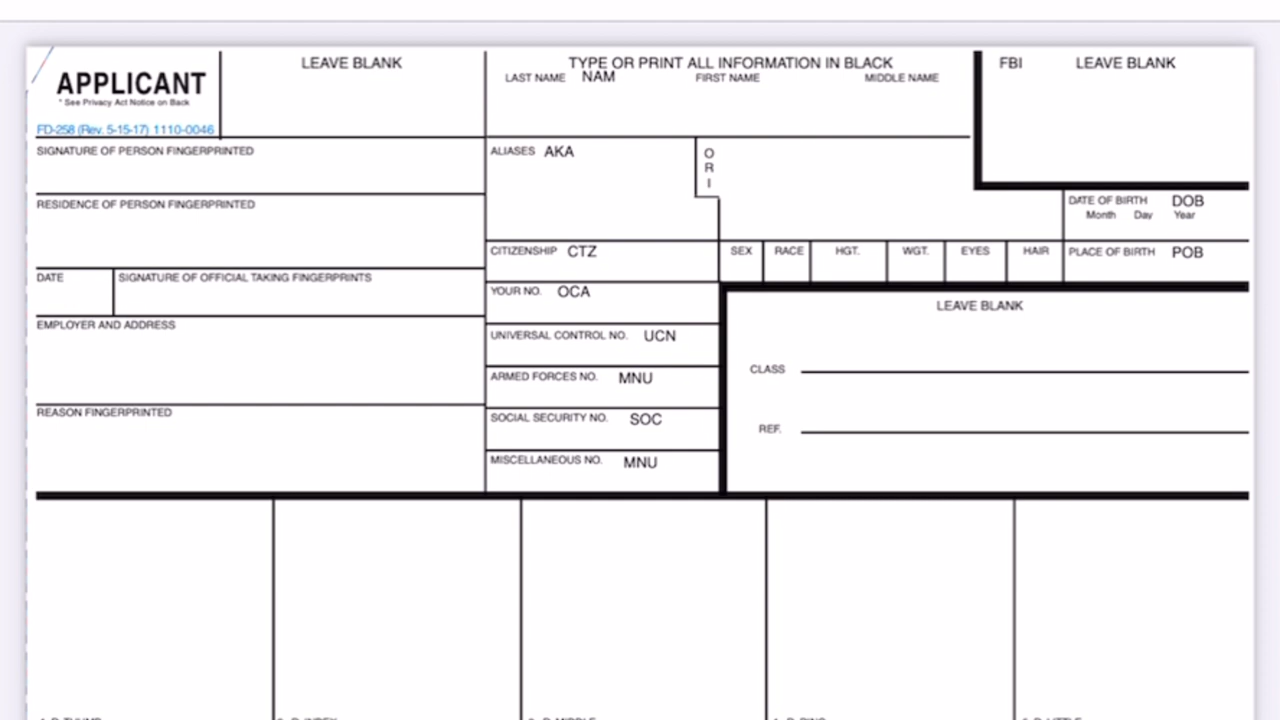 APPLICANT
* See Privacy Act Notice on Back
FD-258 (Rev. 5-15-17) 1110-0046
LEAVE BLANK
TYPE OR PRINT ALL INFORMATION IN BLACK
LAST NAME NAM FIRST NAME MIDDLE NAME
FBI LEAVE BLANK
SIGNATURE OF PERSON FINGERPRINTED
RESIDENCE OF PERSON FINGERPRINTED
DATE SIGNATURE OF OFFICIAL TAKING FINGERPRINTS
EMPLOYER AND ADDRESS
REASON FINGERPRINTED
ALIASES AKA
O
R
I
DATE OF BIRTH DOB
Month Day Year
CITIZENSHIP CTZ
SEX RACE HGT. WGT. EYES HAIR
PLACE OF BIRTH POB
YOUR NO. OCA
UNIVERSAL CONTROL NO. UCN
ARMED FORCES NO. MNU
SOCIAL SECURITY NO. SOC
MISCELLANEOUS NO. MNU
LEAVE BLANK
CLASS
REF.